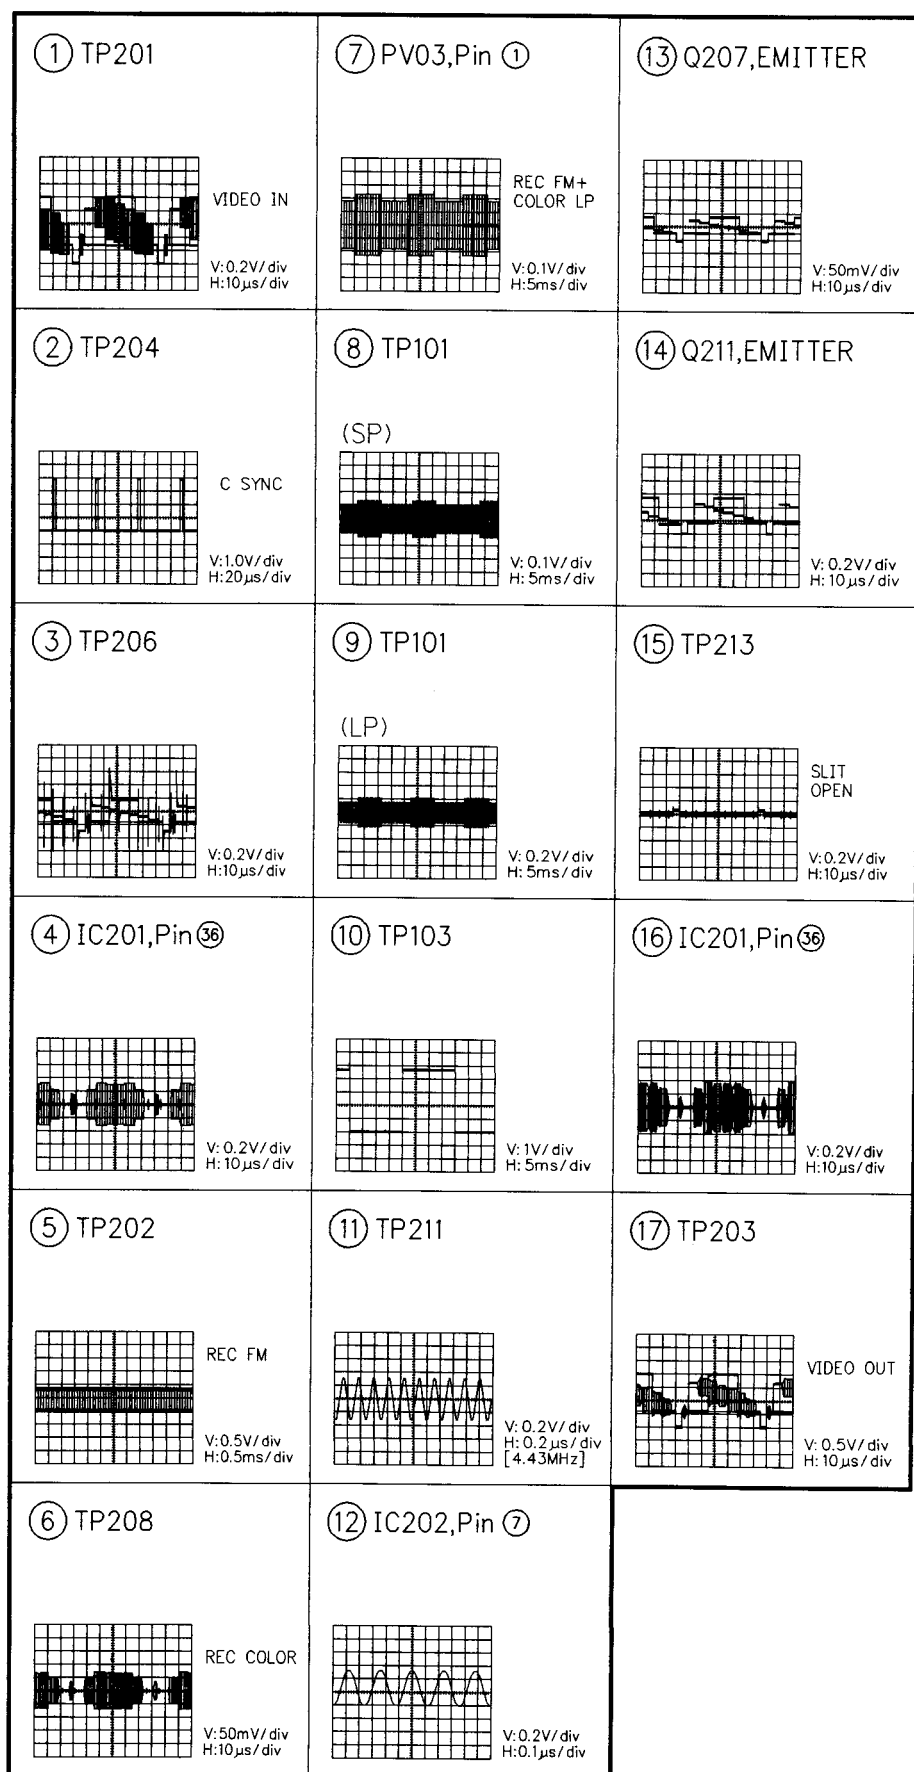 ① TP201
VIDEO IN
V:0.2V/div
H:10µs/div
② TP204
C SYNC
V:1.0V/div
H:20µs/div
③ TP206
V:0.2V/div
H:10µs/div
④ IC201,Pin ㊱
V:0.2V/div
H:10µs/div
⑤ TP202
REC FM
V:0.5V/div
H:0.5ms/div
⑥ TP208
REC COLOR
V:50mV/div
H:10µs/div
⑦ PV03,Pin ①
REC FM+
COLOR LP
V:0.1V/div
H:5ms/div
⑧ TP101
(SP)
V:0.1V/div
H:5ms/div
⑨ TP101
(LP)
V:0.2V/div
H:5ms/div
⑩ TP103
V:1V/div
H:5ms/div
⑪ TP211
V:0.2V/div
H:0.2µs/div
[4.43MHz]
⑫ IC202,Pin ⑦
V:0.2V/div
H:0.1µs/div
⑬ Q207,EMITTER
V:50mV/div
H:10µs/div
⑭ Q211,EMITTER
V:0.2V/div
H:10µs/div
⑮ TP213
SLIT
OPEN
V:0.2V/div
H:10µs/div
⑯ IC201,Pin ㊱
V:0.2V/div
H:10µs/div
⑰ TP203
VIDEO OUT
V:0.5V/div
H:10µs/div